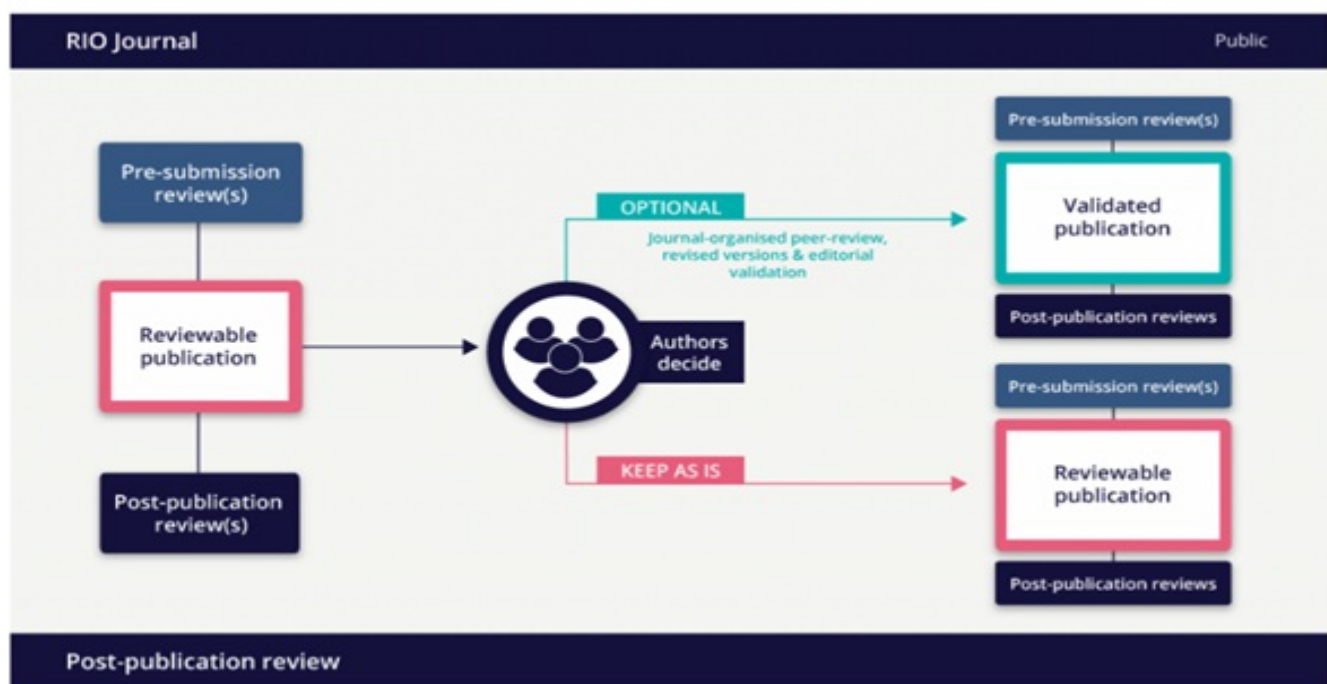 RIO Journal
Public
Pre-submission
review(s)
Reviewable
publication
Post-publication
review(s)
Authors
decide
OPTIONAL
Journal-organised peer-review,
revised versions & editorial
validation
KEEP AS IS
Pre-submission review(s)
Validated
publication
Post-publication reviews
Pre-submission review(s)
Reviewable
publication
Post-publication reviews
Post-publication review